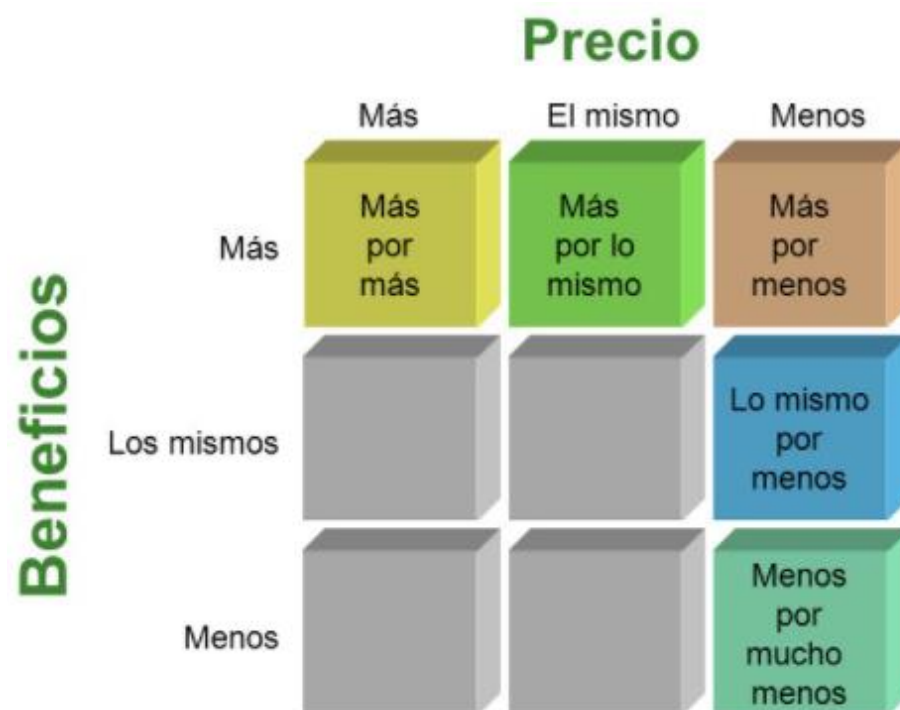 Precio
Más
El mismo
Menos
Beneficios
Más
Más
por
más
Más
por lo
mismo
Más
por
menos
Los mismos
Lo mismo
por
menos
Menos
Menos
por
mucho
menos